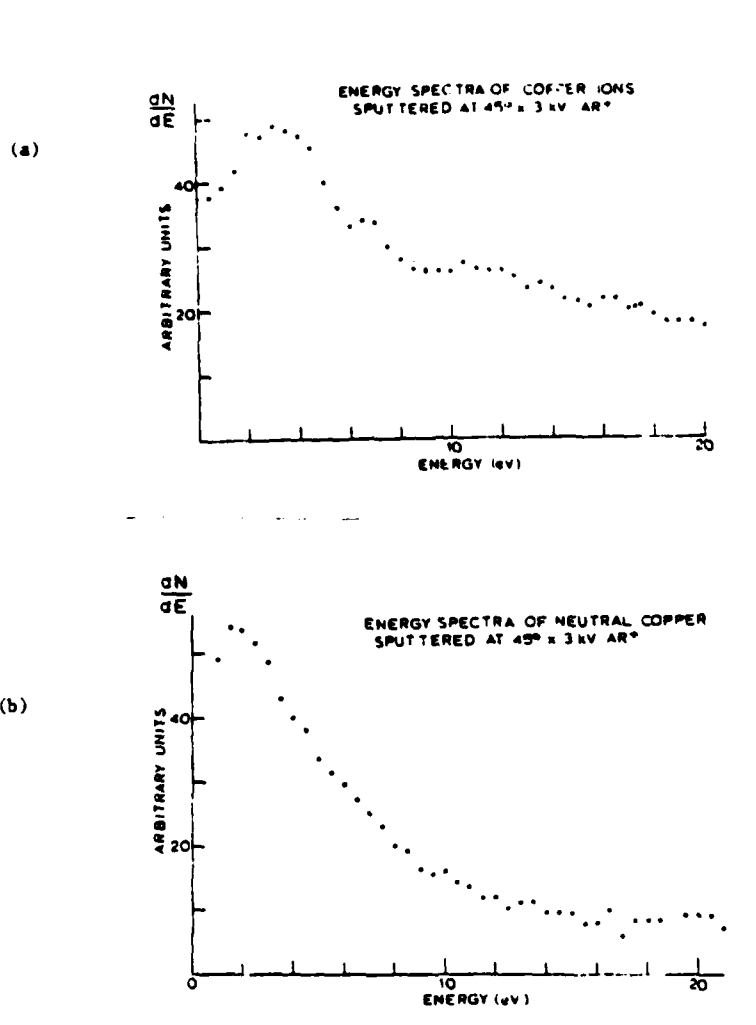 (a)
dN
dE
ENERGY SPECTRA OF COPPER IONS
SPUTTERED AT 45° x 3 kV AR+
40
20
ARBITRARY UNITS
10
20
ENERGY (eV)
(b)
dN
dE
ENERGY SPECTRA OF NEUTRAL COPPER
SPUTTERED AT 45° x 3 kV AR+
40
20
ARBITRARY UNITS
0
10
20
ENERGY (eV)